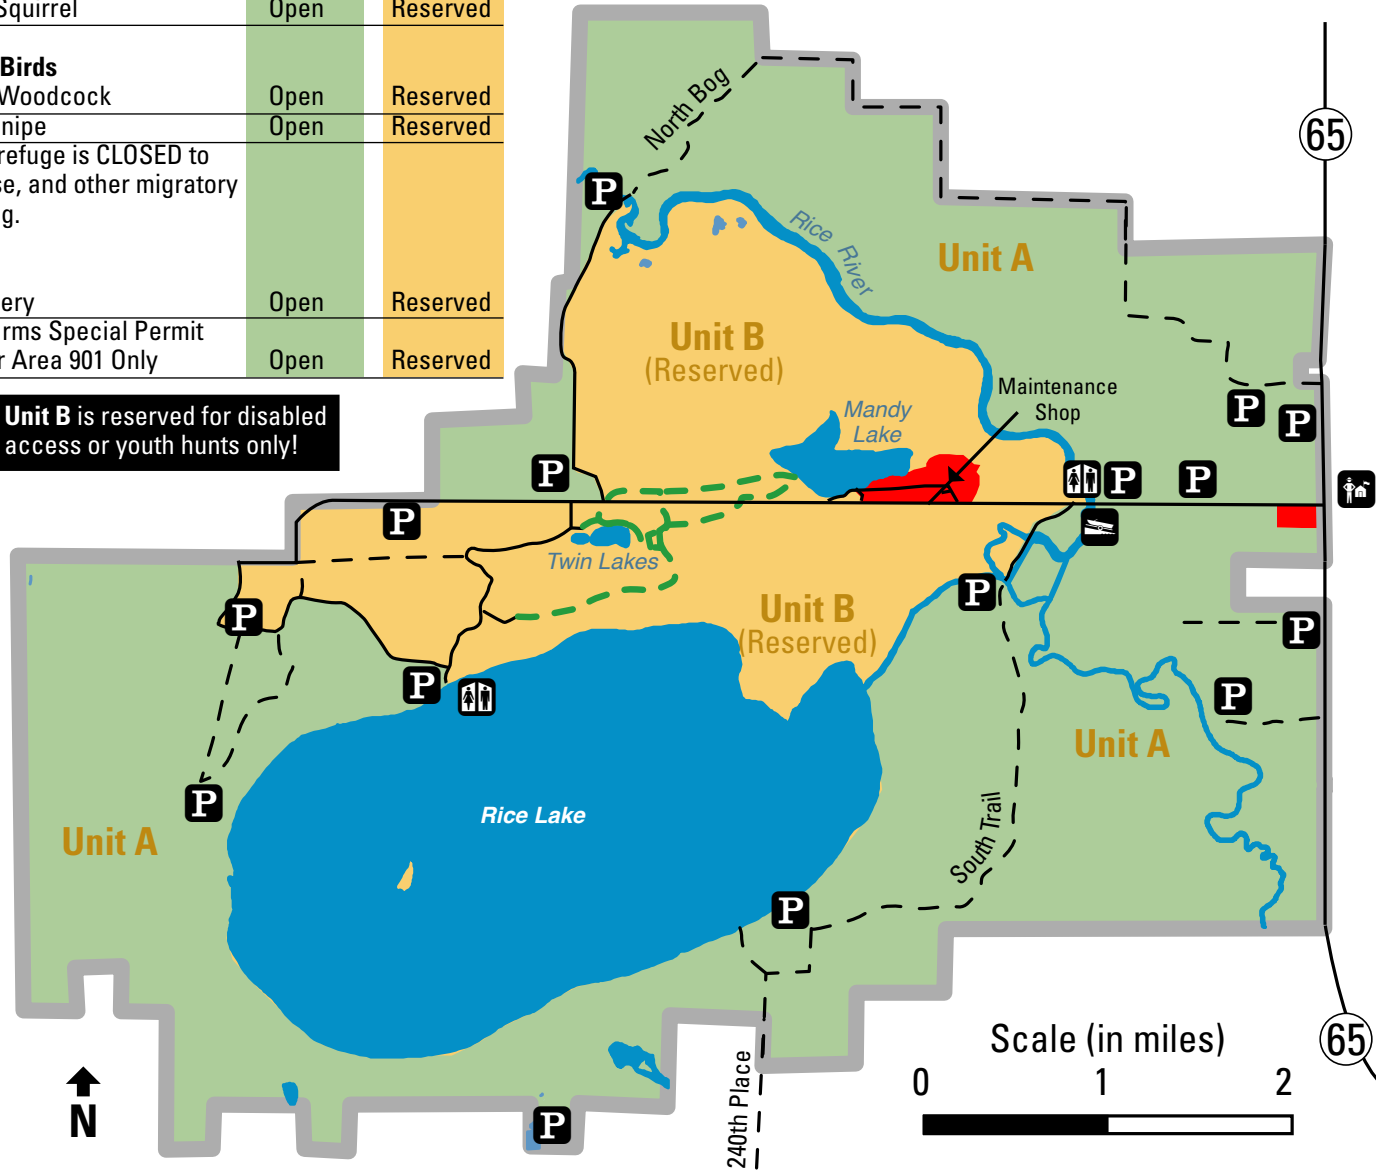 Squirrel Open Reserved
Birds
Woodcock Open Reserved
nipe Open Reserved
refuge is CLOSED to
se, and other migratory
g.
ery Open Reserved
rms Special Permit
r Area 901 Only Open Reserved
Unit B is reserved for disabled
access or youth hunts only!
North Bog
65
P
Rice River
Unit A
Unit B
(Reserved)
Maintenance
Shop
Mandy
Lake
P
P
P
P
P
P
Twin Lakes
P
Unit B
(Reserved)
P
P
P
P
Unit A
P
Rice Lake
Unit A
South Trail
P
Scale (in miles)
0 1 2
65
N
240th Place
P